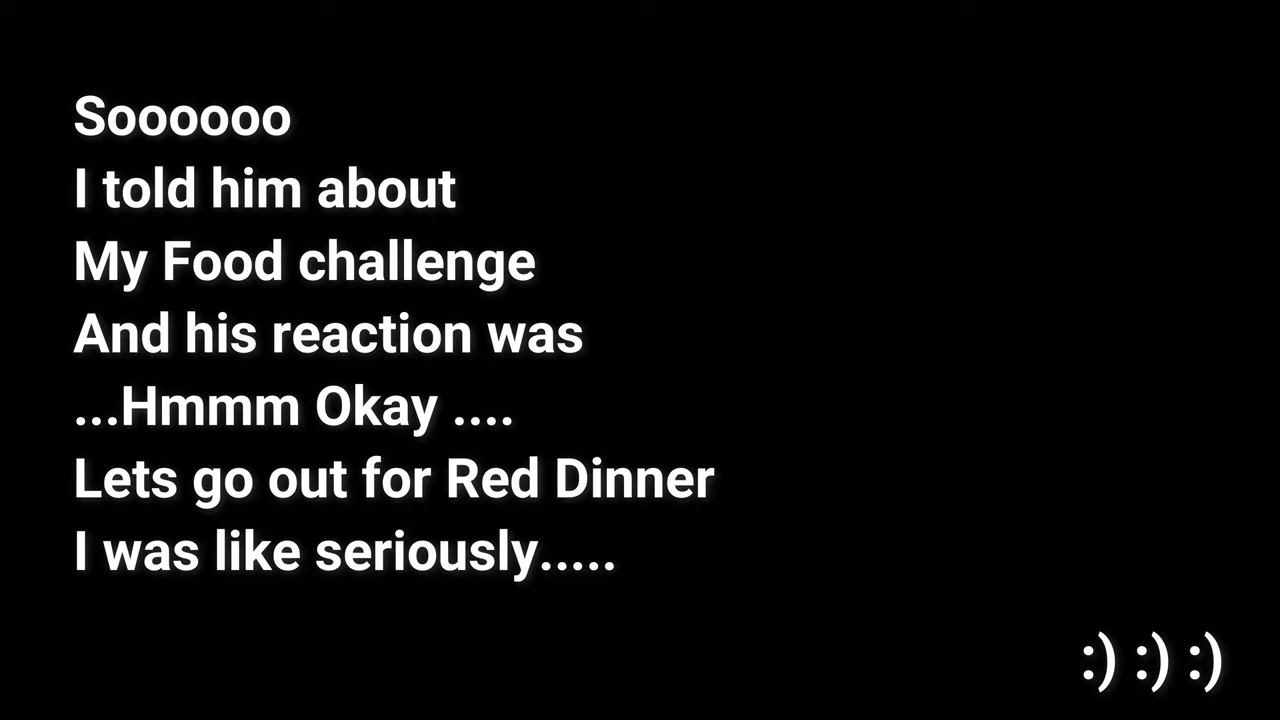 Soooooo
I told him about
My Food challenge
And his reaction was
...Hmmm Okay ....
Lets go out for Red Dinner
I was like seriously.....
:) :) :)